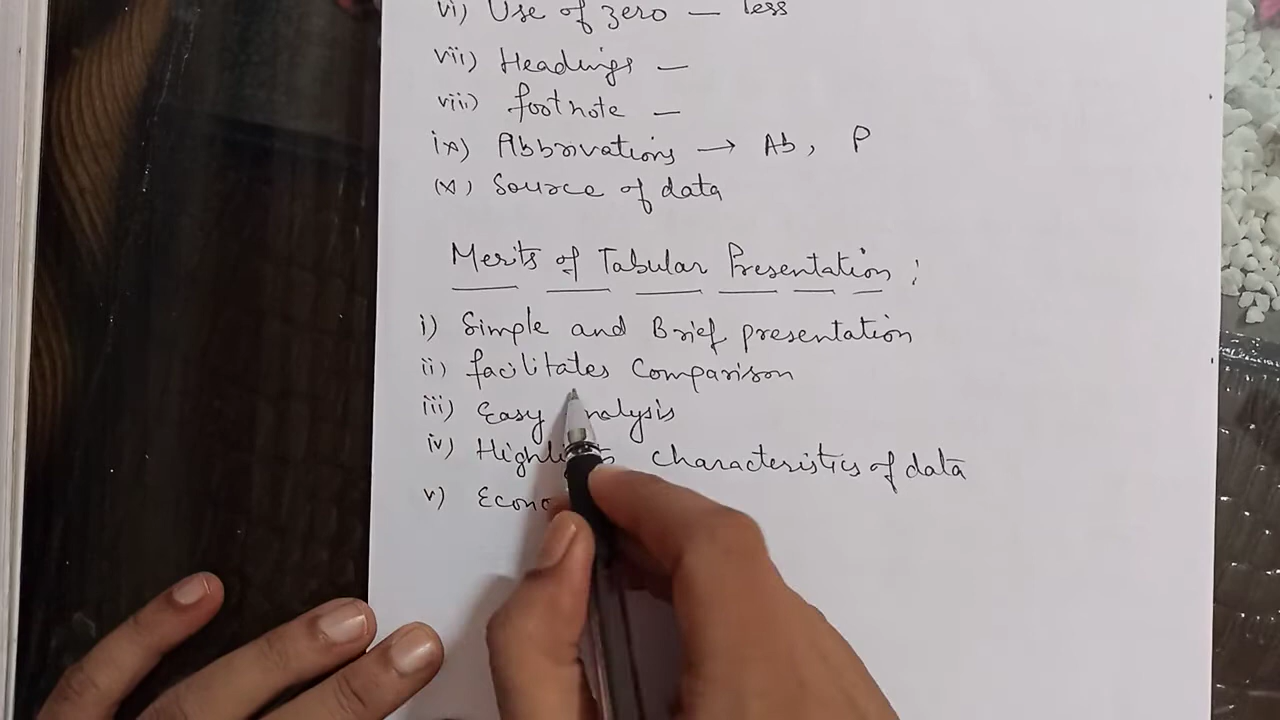 vi) Use of zero — less
vii) Headings —
viii) footnote —
ix) Abbrovations → Ab, P
(x) Source of data
Merits of Tabular Presentation :
i) Simple and Brief presentation
ii) facilitates Comparison
iii) Easy
iv) characteristics of data
v)